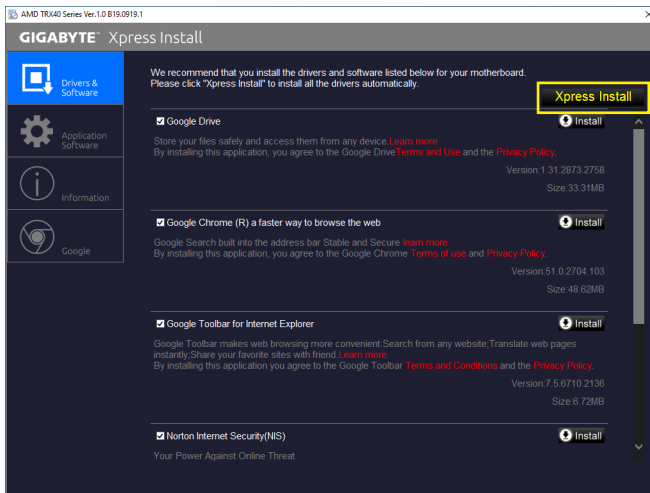 AMD TRX40 Series Ver.1.0 B19.0919.1
GIGABYTE™ Xpress Install
Drivers &
Software
Application
Software
Information
Google
We recommend that you install the drivers and software listed below for your motherboard.
Please click "Xpress Install" to install all the drivers automatically.
Xpress Install
Google Drive
Install
Store your files safely and access them from any device.Learn more
By installing this application, you agree to the Google DriveTerms and Use and the Privacy Policy.
Version:1.31.2873.2758
Size:33.31MB
Google Chrome (R) a faster way to browse the web
Install
Google Search built into the address bar Stable and Secure learn more
By installing this application, you agree to the Google Chrome Terms of use and Privacy Policy.
Version:51.0.2704.103
Size:48.62MB
Google Toolbar for Internet Explorer
Install
Google Toolbar makes web browsing more convenient:Search from any website;Translate web pages
instantly;Share your favorite sites with friend.Learn more
By installing this application you agree to the Google Toolbar Terms and Conditions and the Privacy Policy.
Version:7.5.6710.2136
Size:6.72MB
Norton Internet Security(NIS)
Install
Your Power Against Online Threat.